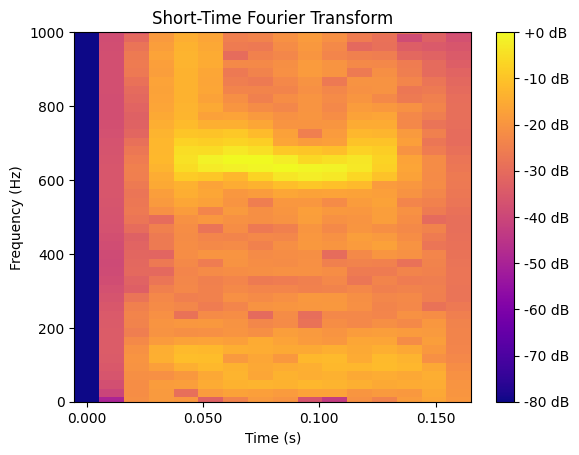 Short-Time Fourier Transform
Frequency (Hz)
1000
800
600
400
200
0
0.000
0.050
0.100
0.150
Time (s)
+0 dB
-10 dB
-20 dB
-30 dB
-40 dB
-50 dB
-60 dB
-70 dB
-80 dB